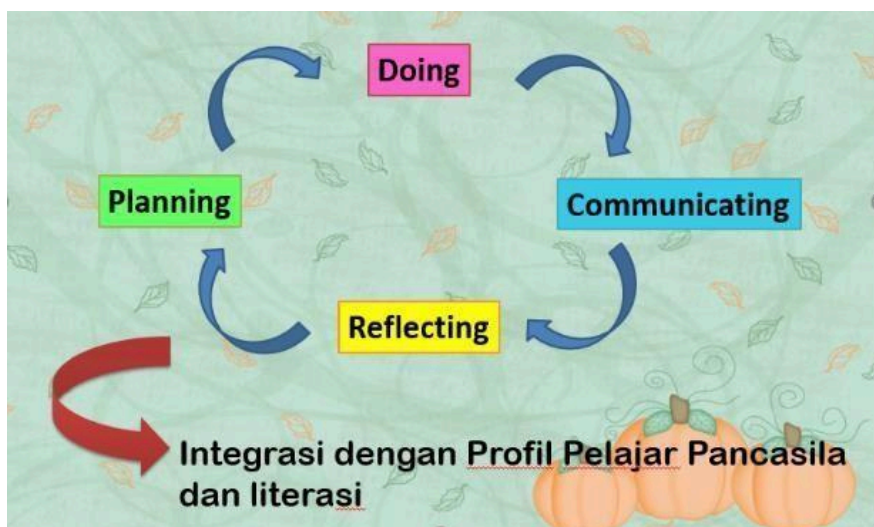 Doing
Planning
Communicating
Reflecting
Integrasi dengan Profil Pelajar Pancasila
dan literasi